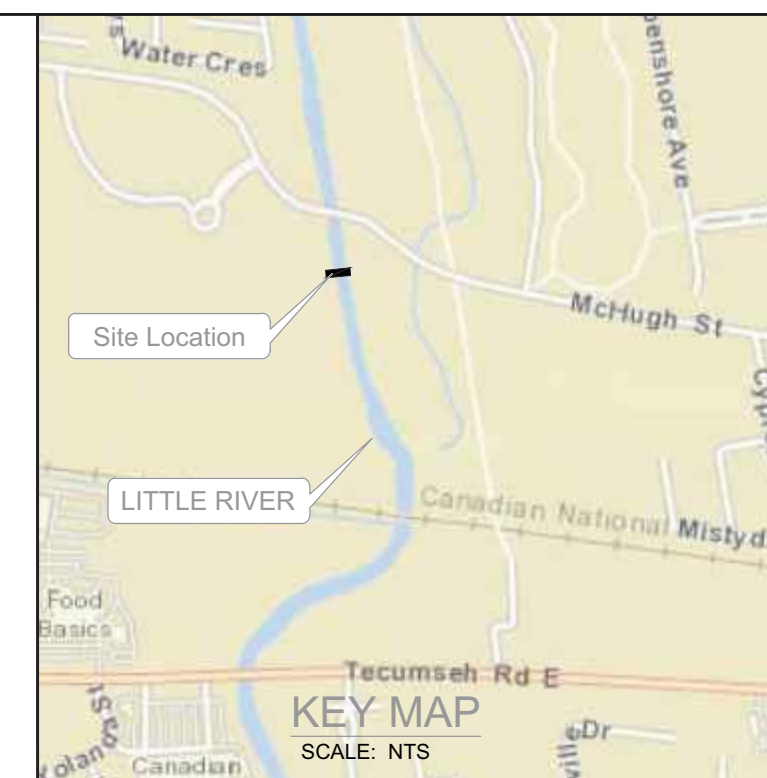 Water Cres
McHugh St
Site Location
LITTLE RIVER
Canadian National
Food
Basics
Tecumseh Rd E
KEY MAP
SCALE: NTS
Dr
Canadian